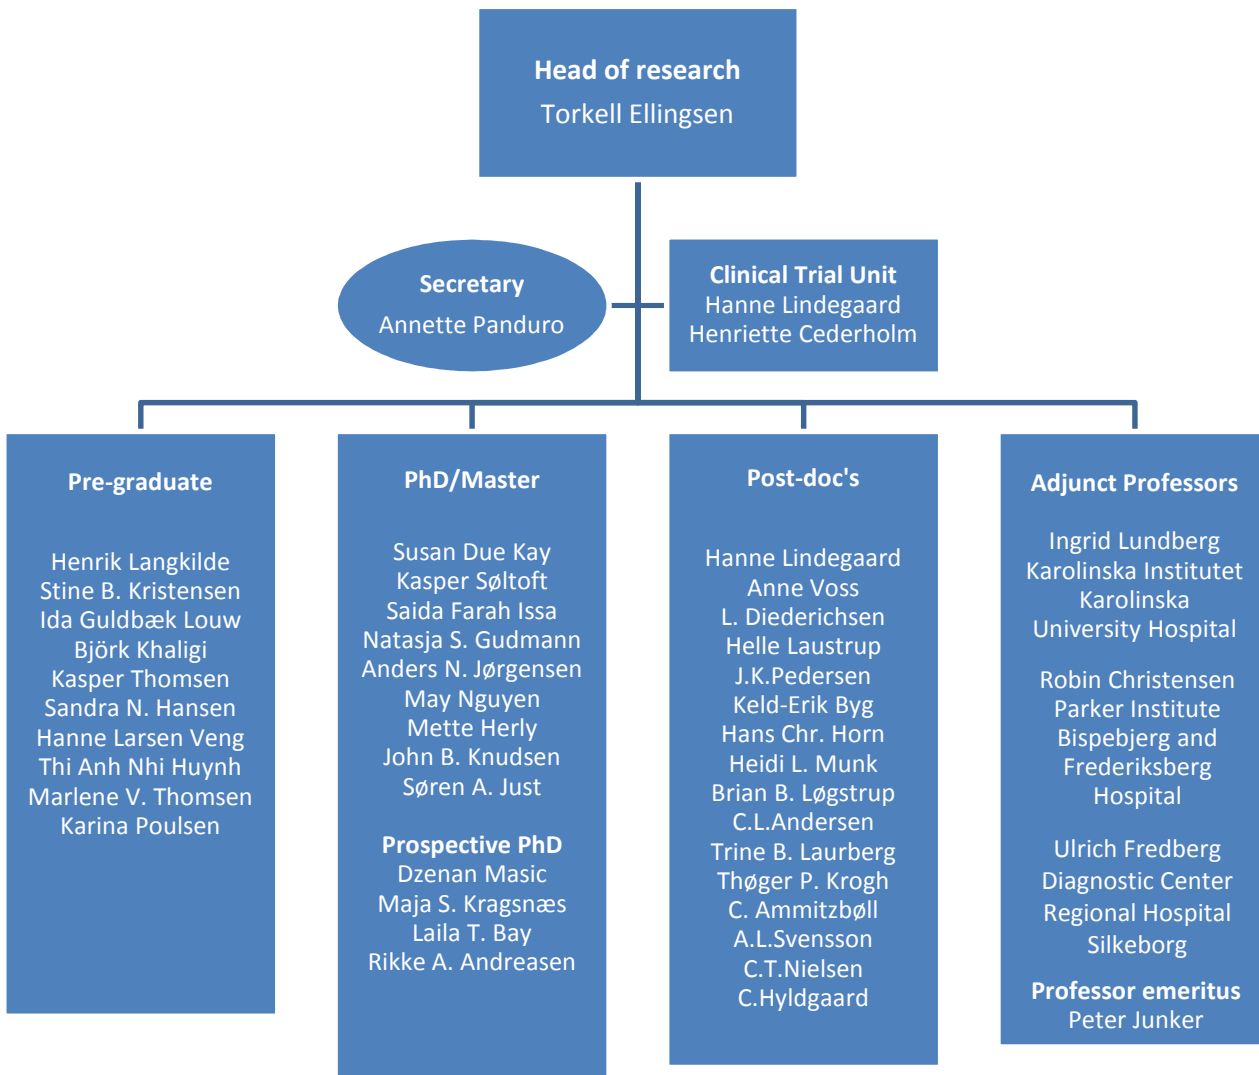 Head of research
Torkell Ellingsen
Secretary
Annette Panduro
Clinical Trial Unit
Hanne Lindegaard
Henriette Cederholm
Pre-graduate
Henrik Langkilde
Stine B. Kristensen
Ida Guldbæk Louw
Björk Khaligi
Kasper Thomsen
Sandra N. Hansen
Hanne Larsen Veng
Thi Anh Nhi Huynh
Marlene V. Thomsen
Karina Poulsen
PhD/Master
Susan Due Kay
Kasper Søltoft
Saida Farah Issa
Natasja S. Gudmann
Anders N. Jørgensen
May Nguyen
Mette Herly
John B. Knudsen
Søren A. Just
Prospective PhD
Dzenan Masic
Maja S. Kragsnæs
Laila T. Bay
Rikke A. Andreasen
Post-doc's
Hanne Lindegaard
Anne Voss
L. Diederichsen
Helle Laustrup
J.K.Pedersen
Keld-Erik Byg
Hans Chr. Horn
Heidi L. Munk
Brian B. Løgstrup
C.L.Andersen
Trine B. Laurberg
Thøger P. Krogh
C. Ammitzbøll
A.L.Svensson
C.T.Nielsen
C.Hyldgaard
Adjunct Professors
Ingrid Lundberg
Karolinska Institutet
Karolinska
University Hospital
Robin Christensen
Parker Institute
Bispebjerg and
Frederiksberg
Hospital
Ulrich Fredberg
Diagnostic Center
Regional Hospital
Silkeborg
Professor emeritus
Peter Junker